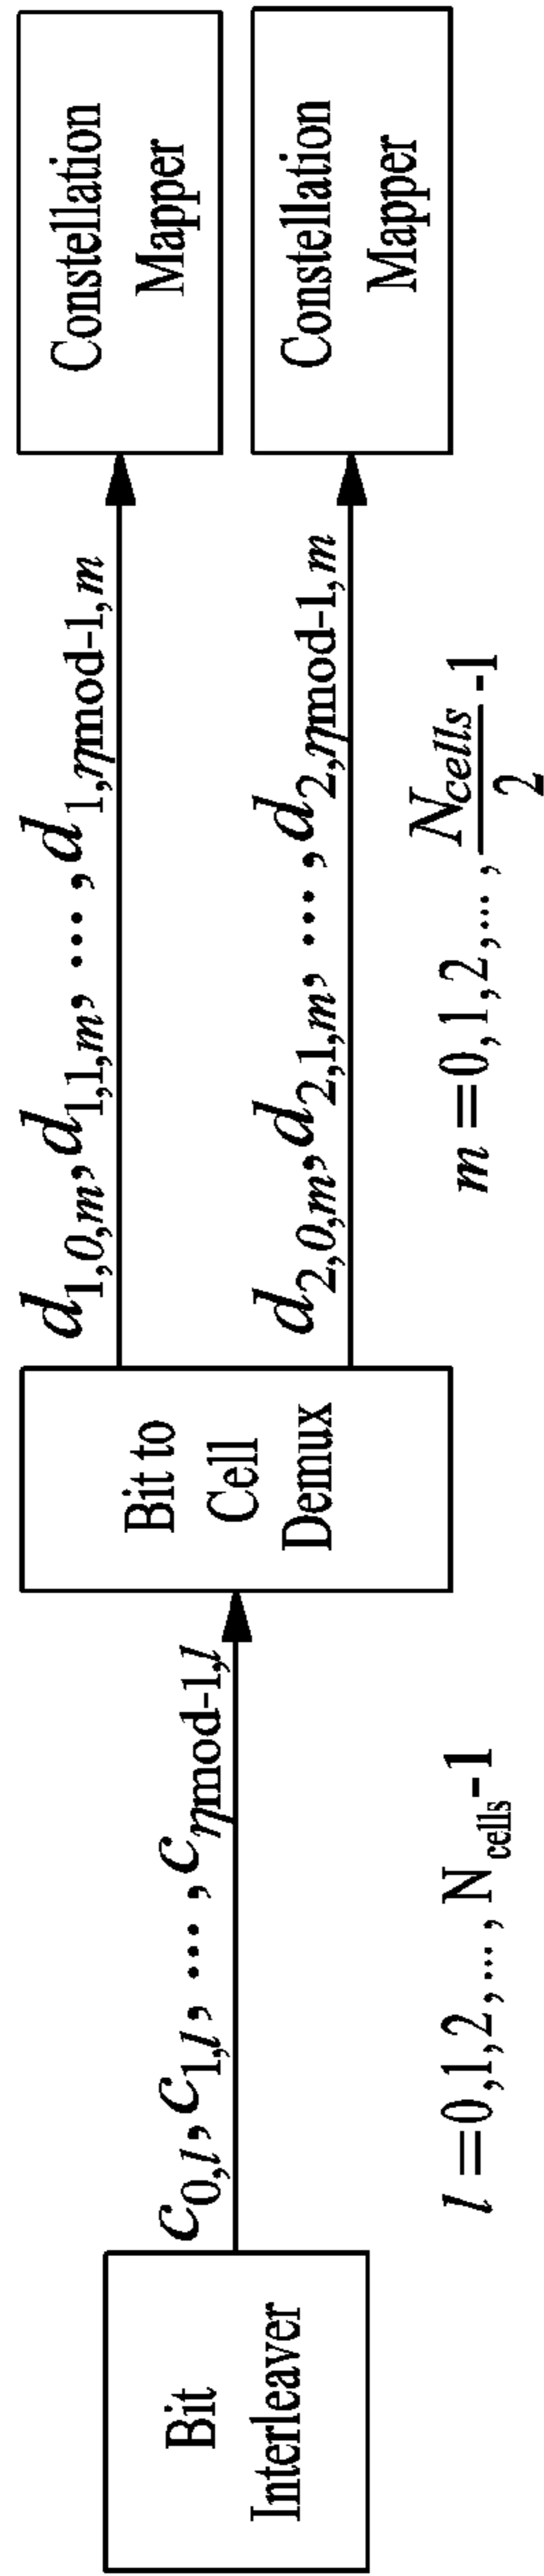 Bit
Interleaver
c0,l,c1,l,...,cηmod-1,l
l=0,1,2,...,Ncells-1
Bit to
Cell
Demux
d1,0,m,d1,1,m,...,d1,ηmod-1,m
d2,0,m,d2,1,m,...,d2,ηmod-1,m
m=0,1,2,...,Ncells/2-1
Constellation
Mapper
Constellation
Mapper